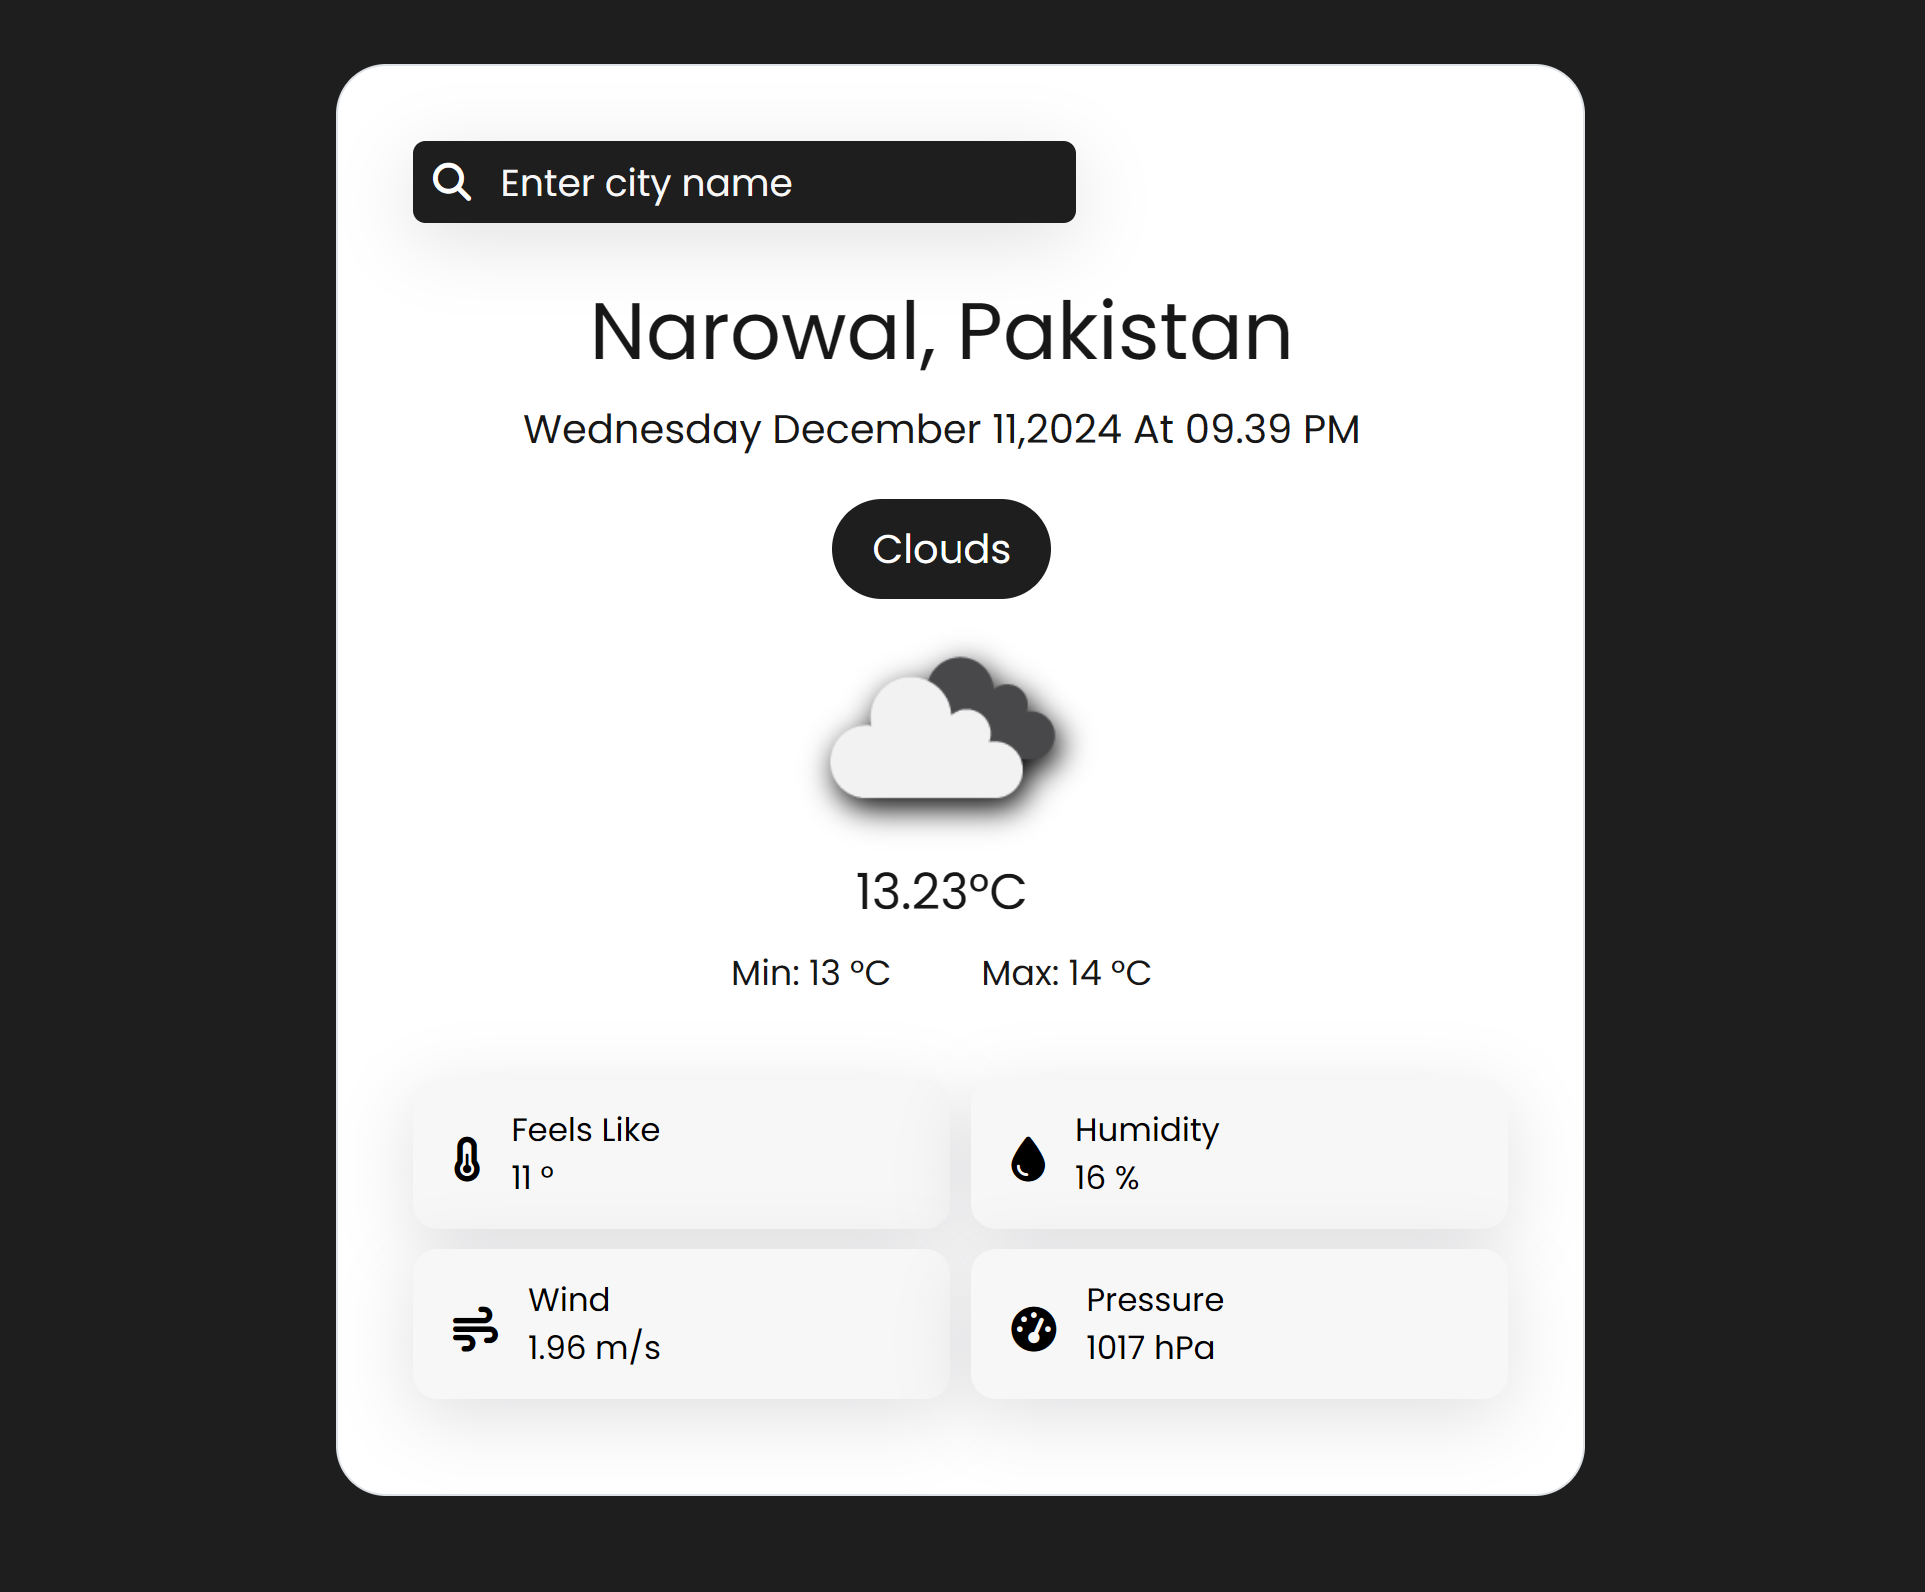 Enter city name
Narowal, Pakistan
Wednesday December 11,2024 At 09.39 PM
Clouds
13.23°C
Min: 13 °C Max: 14 °C
Feels Like
11 °
Humidity
16 %
Wind
1.96 m/s
Pressure
1017 hPa